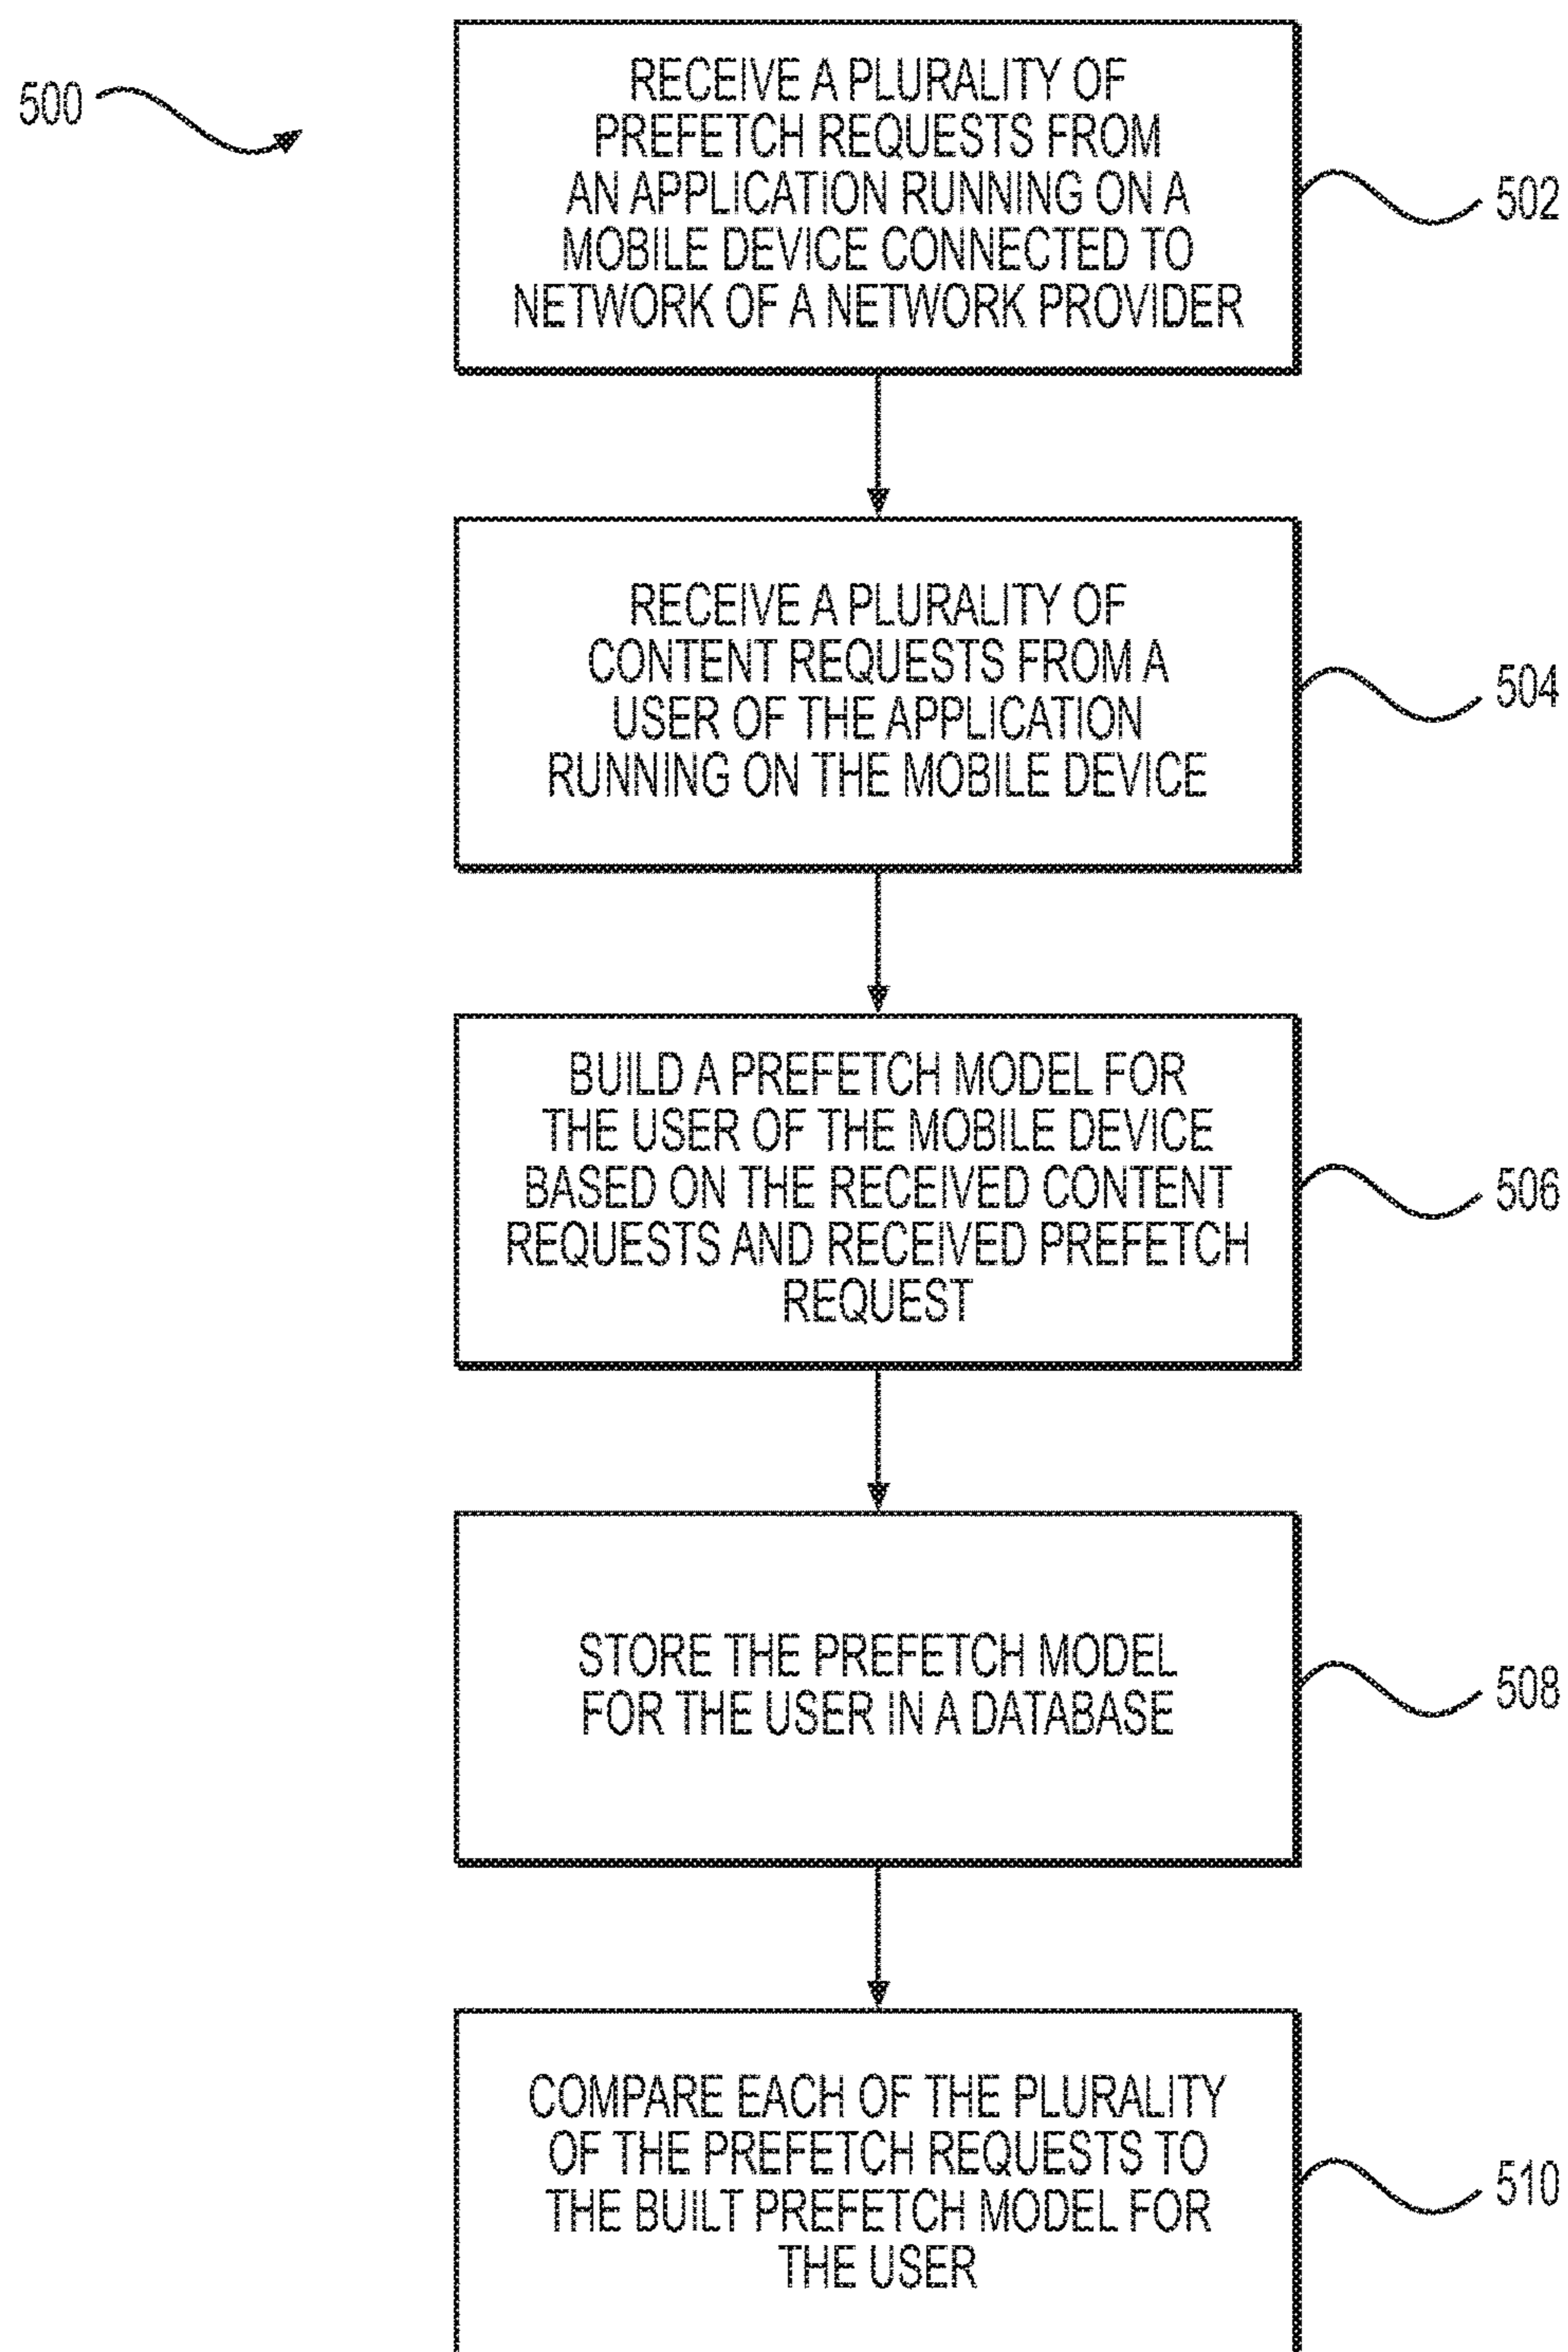 500
RECEIVE A PLURALITY OF
PREFETCH REQUESTS FROM
AN APPLICATION RUNNING ON A
MOBILE DEVICE CONNECTED TO
NETWORK OF A NETWORK PROVIDER
502
RECEIVE A PLURALITY OF
CONTENT REQUESTS FROM A
USER OF THE APPLICATION
RUNNING ON THE MOBILE DEVICE
504
BUILD A PREFETCH MODEL FOR
THE USER OF THE MOBILE DEVICE
BASED ON THE RECEIVED CONTENT
REQUESTS AND RECEIVED PREFETCH
REQUEST
506
STORE THE PREFETCH MODEL
FOR THE USER IN A DATABASE
508
COMPARE EACH OF THE PLURALITY
OF THE PREFETCH REQUESTS TO
THE BUILT PREFETCH MODEL FOR
THE USER
510